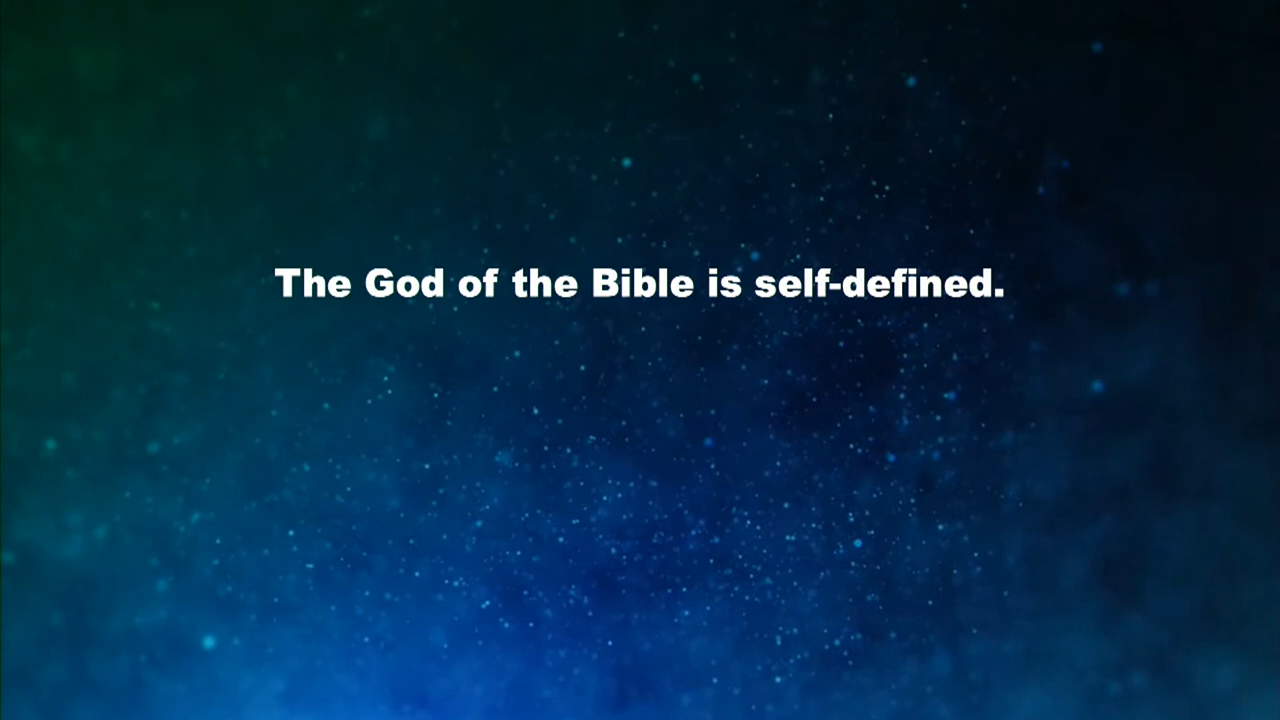 The God of the Bible is self-defined.